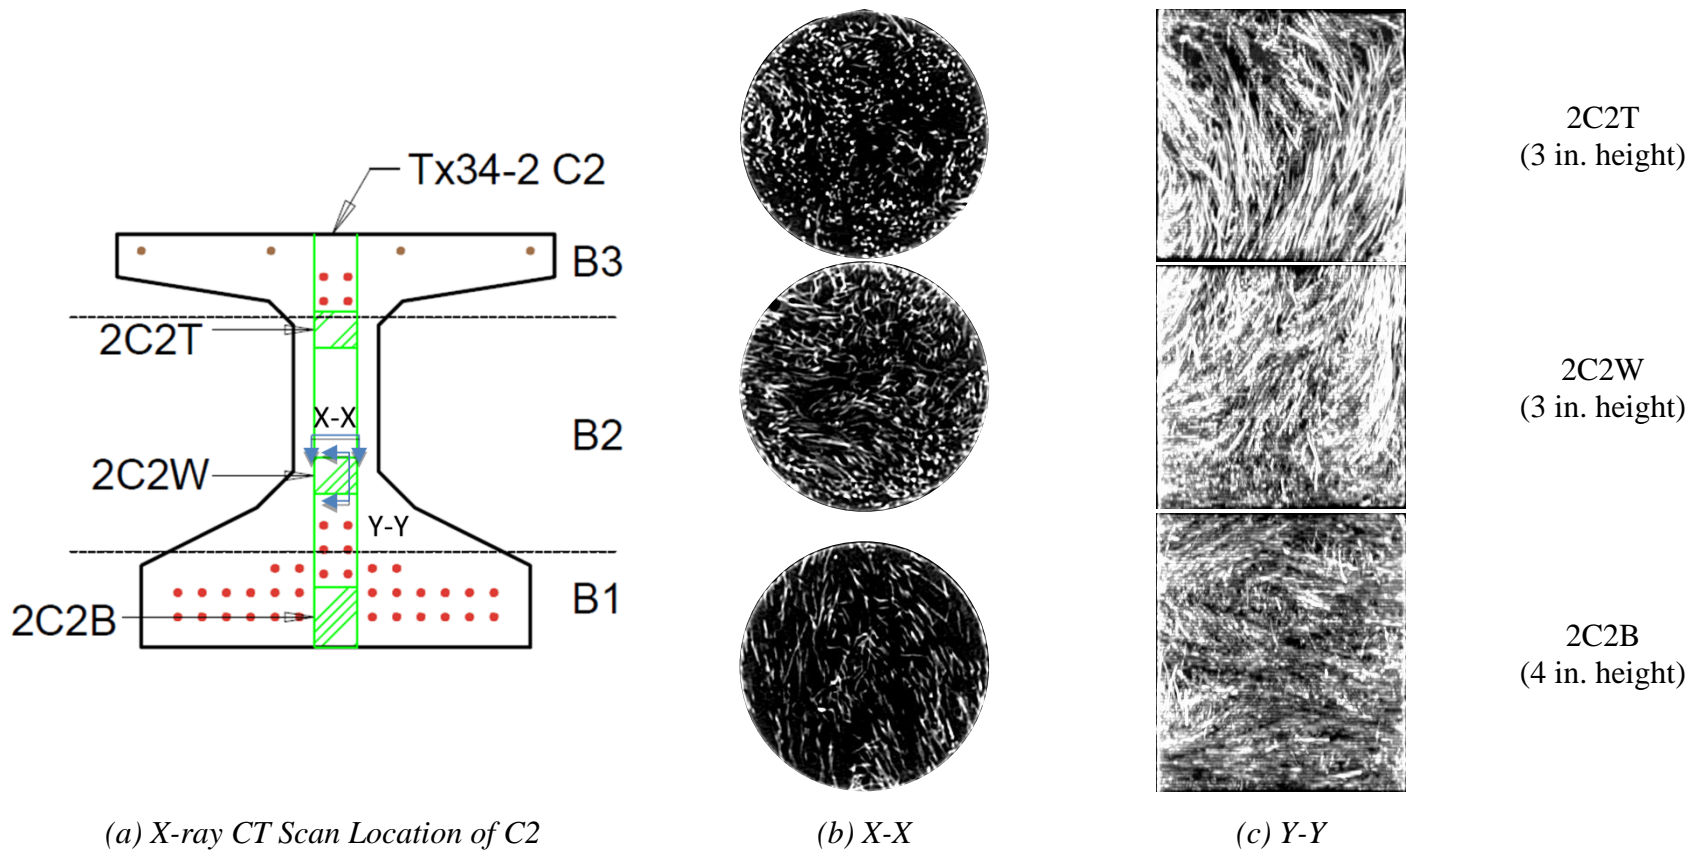 Tx34-2 C2
B3
2C2T
X-X
B2
2C2W
Y-Y
B1
2C2B
2C2T
(3 in. height)
2C2W
(3 in. height)
2C2B
(4 in. height)
(a) X-ray CT Scan Location of C2
(b) X-X
(c) Y-Y